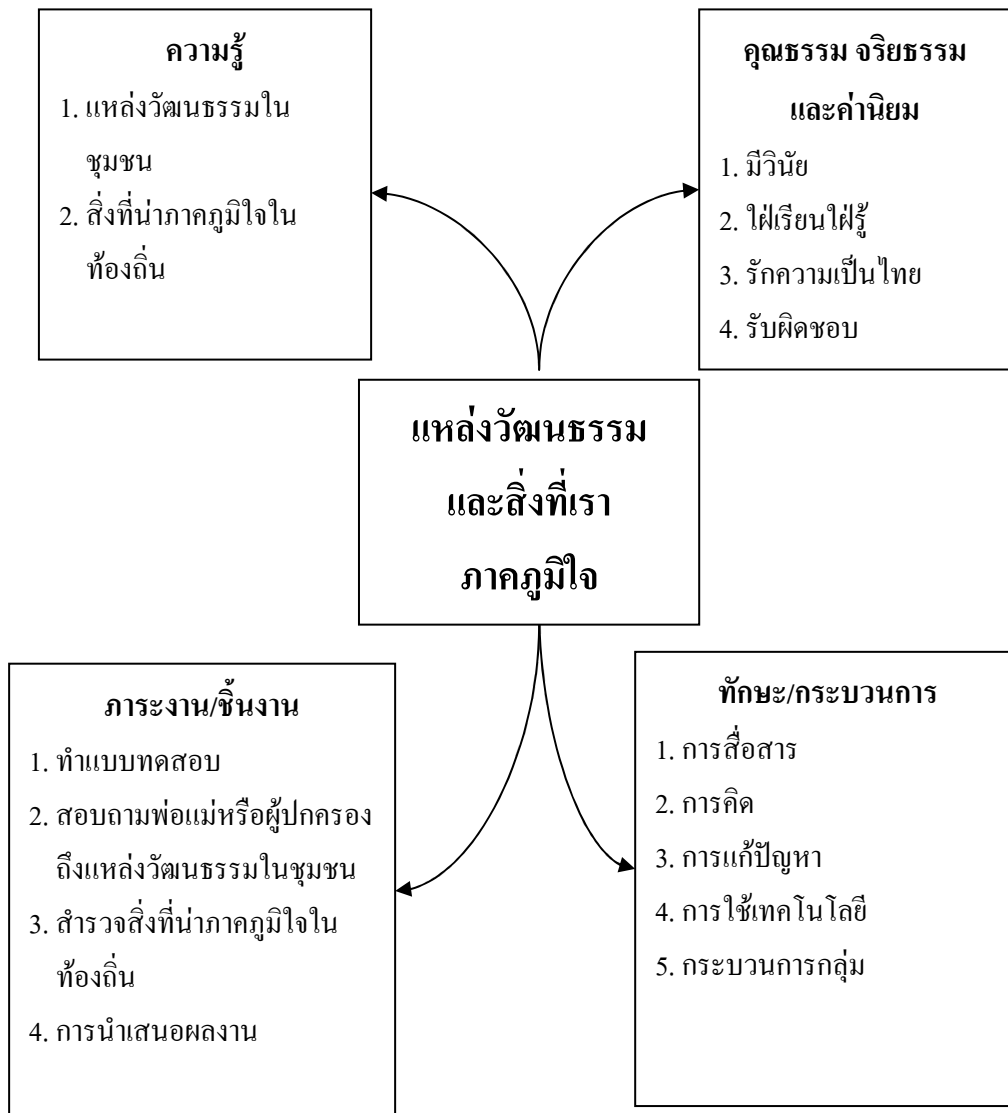 ความรู้
1. แหล่งวัฒนธรรมใน
ชุมชน
2. สิ่งที่น่าภาคภูมิใจใน
ท้องถิ่น
คุณธรรม จริยธรรม
และค่านิยม
1. มีวินัย
2. ใฝ่เรียนใฝ่รู้
3. รักความเป็นไทย
4. รับผิดชอบ
แหล่งวัฒนธรรม
และสิ่งที่เรา
ภาคภูมิใจ
ภาระงาน/ชิ้นงาน
1. ทำแบบทดสอบ
2. สอบถามพ่อแม่หรือผู้ปกครอง
ถึงแหล่งวัฒนธรรมในชุมชน
3. สำรวจสิ่งที่น่าภาคภูมิใจใน
ท้องถิ่น
4. การนำเสนอผลงาน
ทักษะ/กระบวนการ
1. การสื่อสาร
2. การคิด
3. การแก้ปัญหา
4. การใช้เทคโนโลยี
5. กระบวนการกลุ่ม